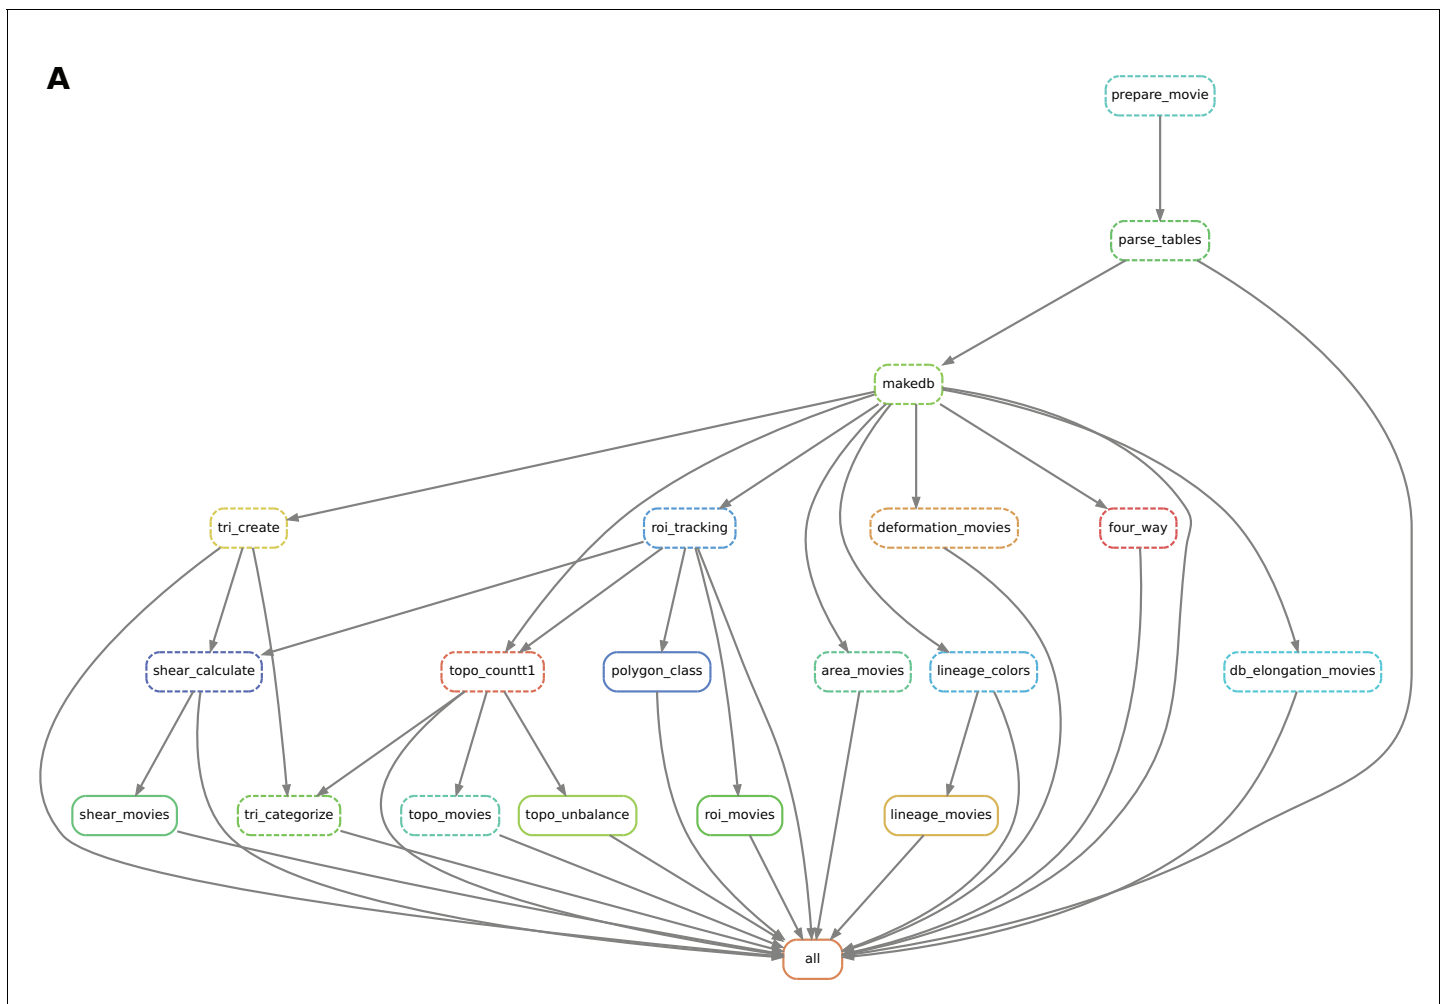 A
prepare_movie
parse_tables
makedb
tri_create
roi_tracking
deformation_movies
four_way
shear_calculate
topo_countt1
polygon_class
area_movies
lineage_colors
db_elongation_movies
shear_movies
tri_categorize
topo_movies
topo_unbalance
roi_movies
lineage_movies
all